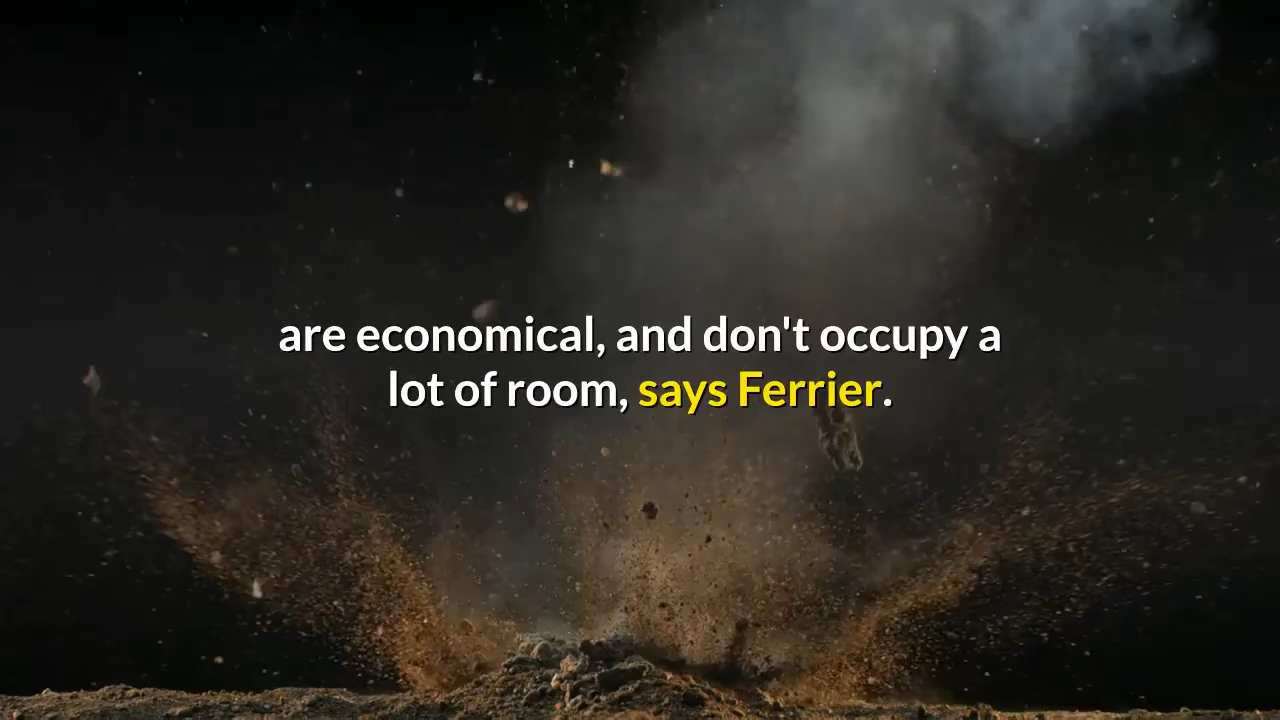 are economical, and don't occupy a
lot of room, says Ferrier.